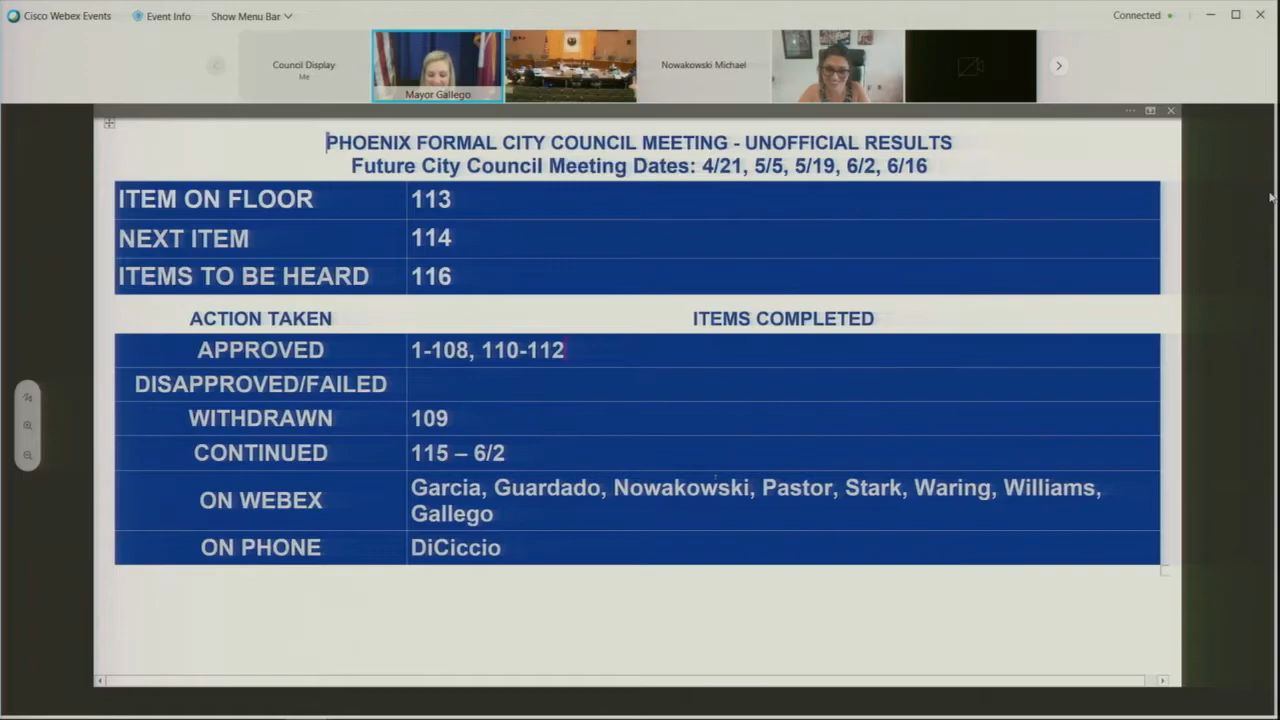 Cisco Webex Events
Event Info
Show Menu Bar
Connected
Council Display
Me
Mayor Gallego
Nowakowski Michael
PHOENIX FORMAL CITY COUNCIL MEETING - UNOFFICIAL RESULTS
Future City Council Meeting Dates: 4/21, 5/5, 5/19, 6/2, 6/16
ITEM ON FLOOR 113
NEXT ITEM 114
ITEMS TO BE HEARD 116
ACTION TAKEN ITEMS COMPLETED
APPROVED 1-108, 110-112
DISAPPROVED/FAILED
WITHDRAWN 109
CONTINUED 115 – 6/2
ON WEBEX Garcia, Guardado, Nowakowski, Pastor, Stark, Waring, Williams,
Gallego
ON PHONE DiCiccio